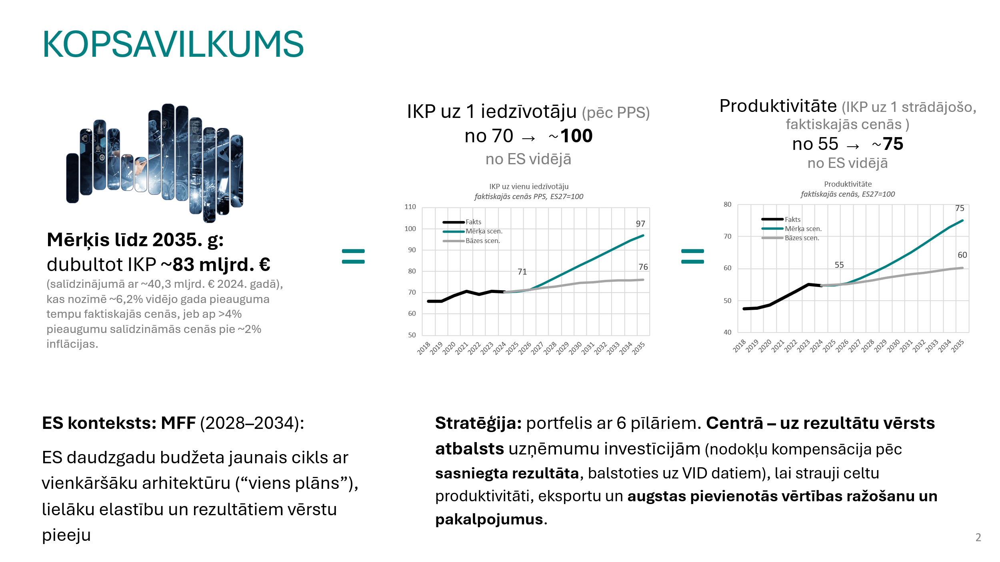 KOPSAVILKUMS
Mērķis līdz 2035. g:
dubultot IKP ~83 mljrd. €
(salīdzinājumā ar ~40,3 mljrd. € 2024. gadā),
kas nozīmē ~6,2% vidējo gada pieauguma
tempu faktiskajās cenās, jeb ap >4%
pieaugumu salīdzināmās cenās pie ~2%
inflācijas.
=
IKP uz 1 iedzīvotāju (pēc PPS)
no 70 → ~100
no ES vidējā
IKP uz vienu iedzīvotāju
faktiskajās cenās PPS, ES27=100
110
100
90
80
70
60
50
Fakts
Mērķa scen.
Bāzes scen.
71
97
76
2018 2019 2020 2021 2022 2023 2024 2025 2026 2027 2028 2029 2030 2031 2032 2033 2034 2035
=
Produktivitāte (IKP uz 1 strādājošo,
faktiskajās cenās )
no 55 → ~75
no ES vidējā
Produktivitāte
faktiskajās cenās, ES27=100
80
70
60
50
40
Fakts
Mērķa scen.
Bāzes scen.
55
75
60
2018 2019 2020 2021 2022 2023 2024 2025 2026 2027 2028 2029 2030 2031 2032 2033 2034 2035
ES konteksts: MFF (2028–2034):
ES daudzgadu budžeta jaunais cikls ar
vienkāršāku arhitektūru (“viens plāns”),
lielāku elastību un rezultātiem vērstu
pieeju
Stratēģija: portfelis ar 6 pīlāriem. Centrā – uz rezultātu vērsts
atbalsts uzņēmumu investīcijām (nodokļu kompensācija pēc
sasniegta rezultāta, balstoties uz VID datiem), lai strauji celtu
produktivitāti, eksportu un augstas pievienotās vērtības ražošanu un
pakalpojumus.
2